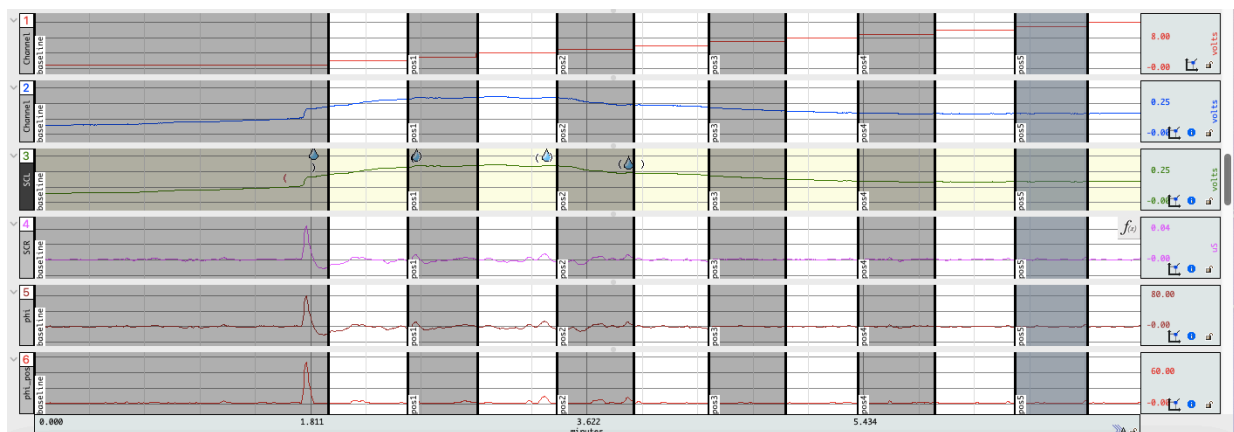 1
Channel
baseline
pos1
pos2
pos3
pos4
pos5
8.00
-0.00
volts
2
Channel
baseline
pos1
pos2
pos3
pos4
pos5
0.25
-0.00
volts
3
SCL
baseline
pos1
pos2
pos3
pos4
pos5
0.25
-0.00
volts
4
SCR
baseline
pos1
pos2
pos3
pos4
pos5
f(x)
0.04
-0.00
uS
5
phi
baseline
pos1
pos2
pos3
pos4
pos5
80.00
-0.00
6
phi_pos
baseline
pos1
pos2
pos3
pos4
pos5
60.00
-0.00
0.000 1.811 3.622 5.434
minutes